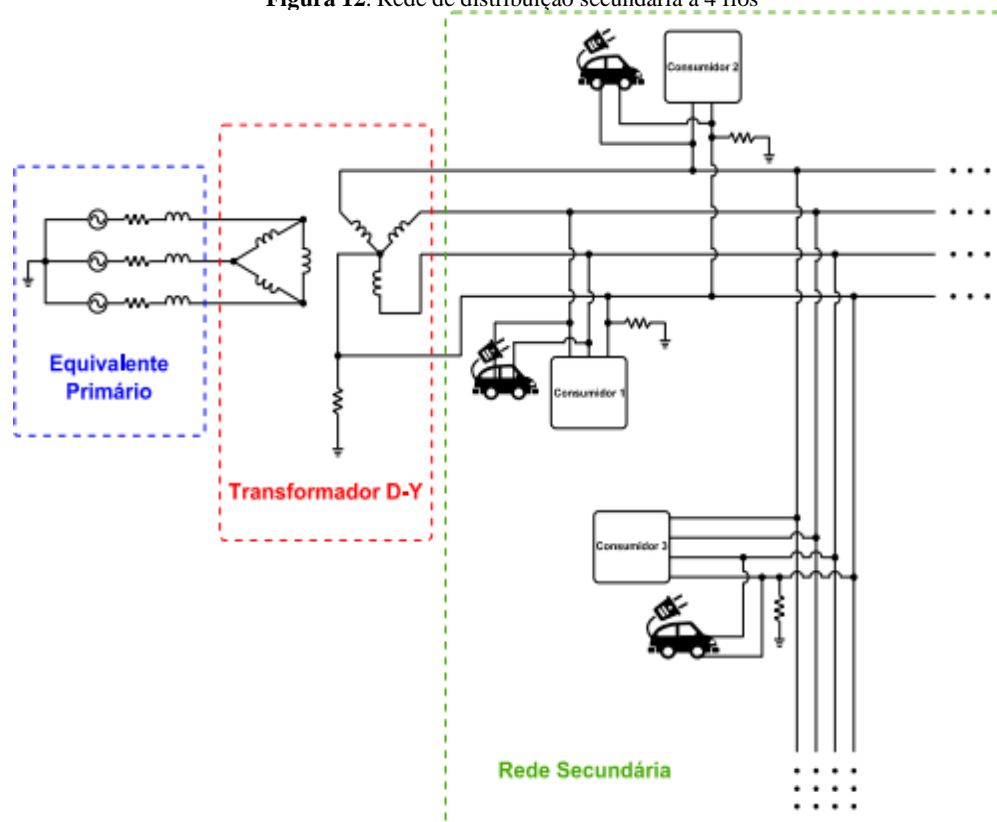 Figura 12. Rede de distribuição secundária a 4 fios
Consumidor 2
Equivalente
Primário
Consumidor 1
Transformador D-Y
Consumidor 3
Rede Secundária